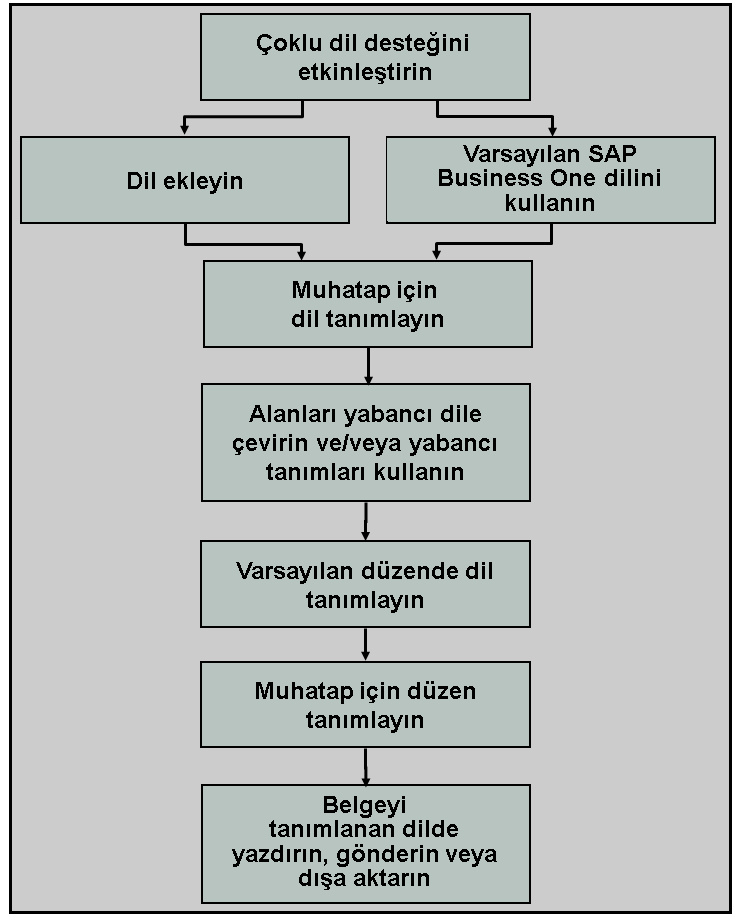 Çoklu dil desteğini
etkinleştirin
Dil ekleyin
Varsayılan SAP
Business One dilini
kullanın
Muhatap için
dil tanımlayın
Alanları yabancı dile
çevirin ve/veya yabancı
tanımları kullanın
Varsayılan düzende dil
tanımlayın
Muhatap için düzen
tanımlayın
Belgeyi
tanımlanan dilde
yazdırın, gönderin veya
dışa aktarın